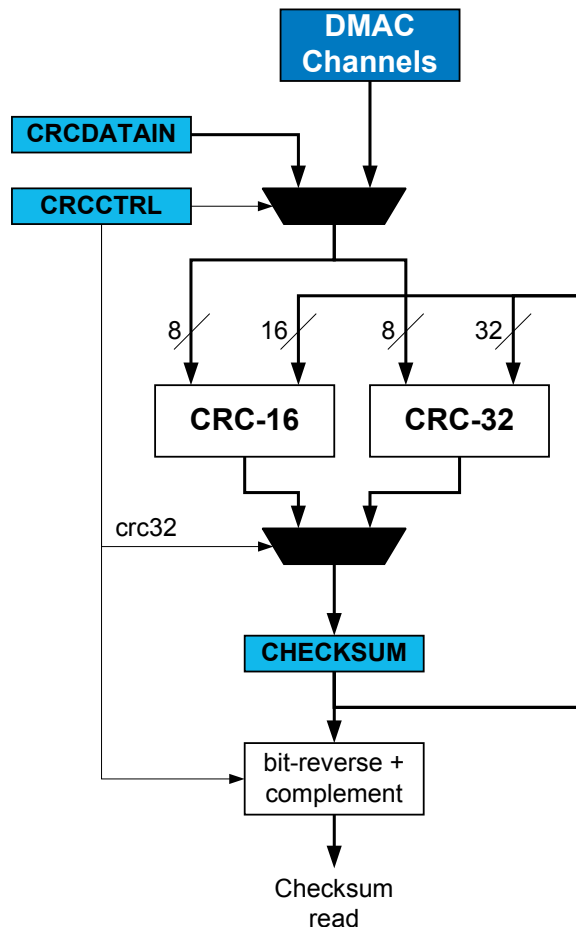 DMAC
Channels
CRCDATAIN
CRCCTRL
8
16
8
32
CRC-16
CRC-32
crc32
CHECKSUM
bit-reverse +
complement
Checksum
read